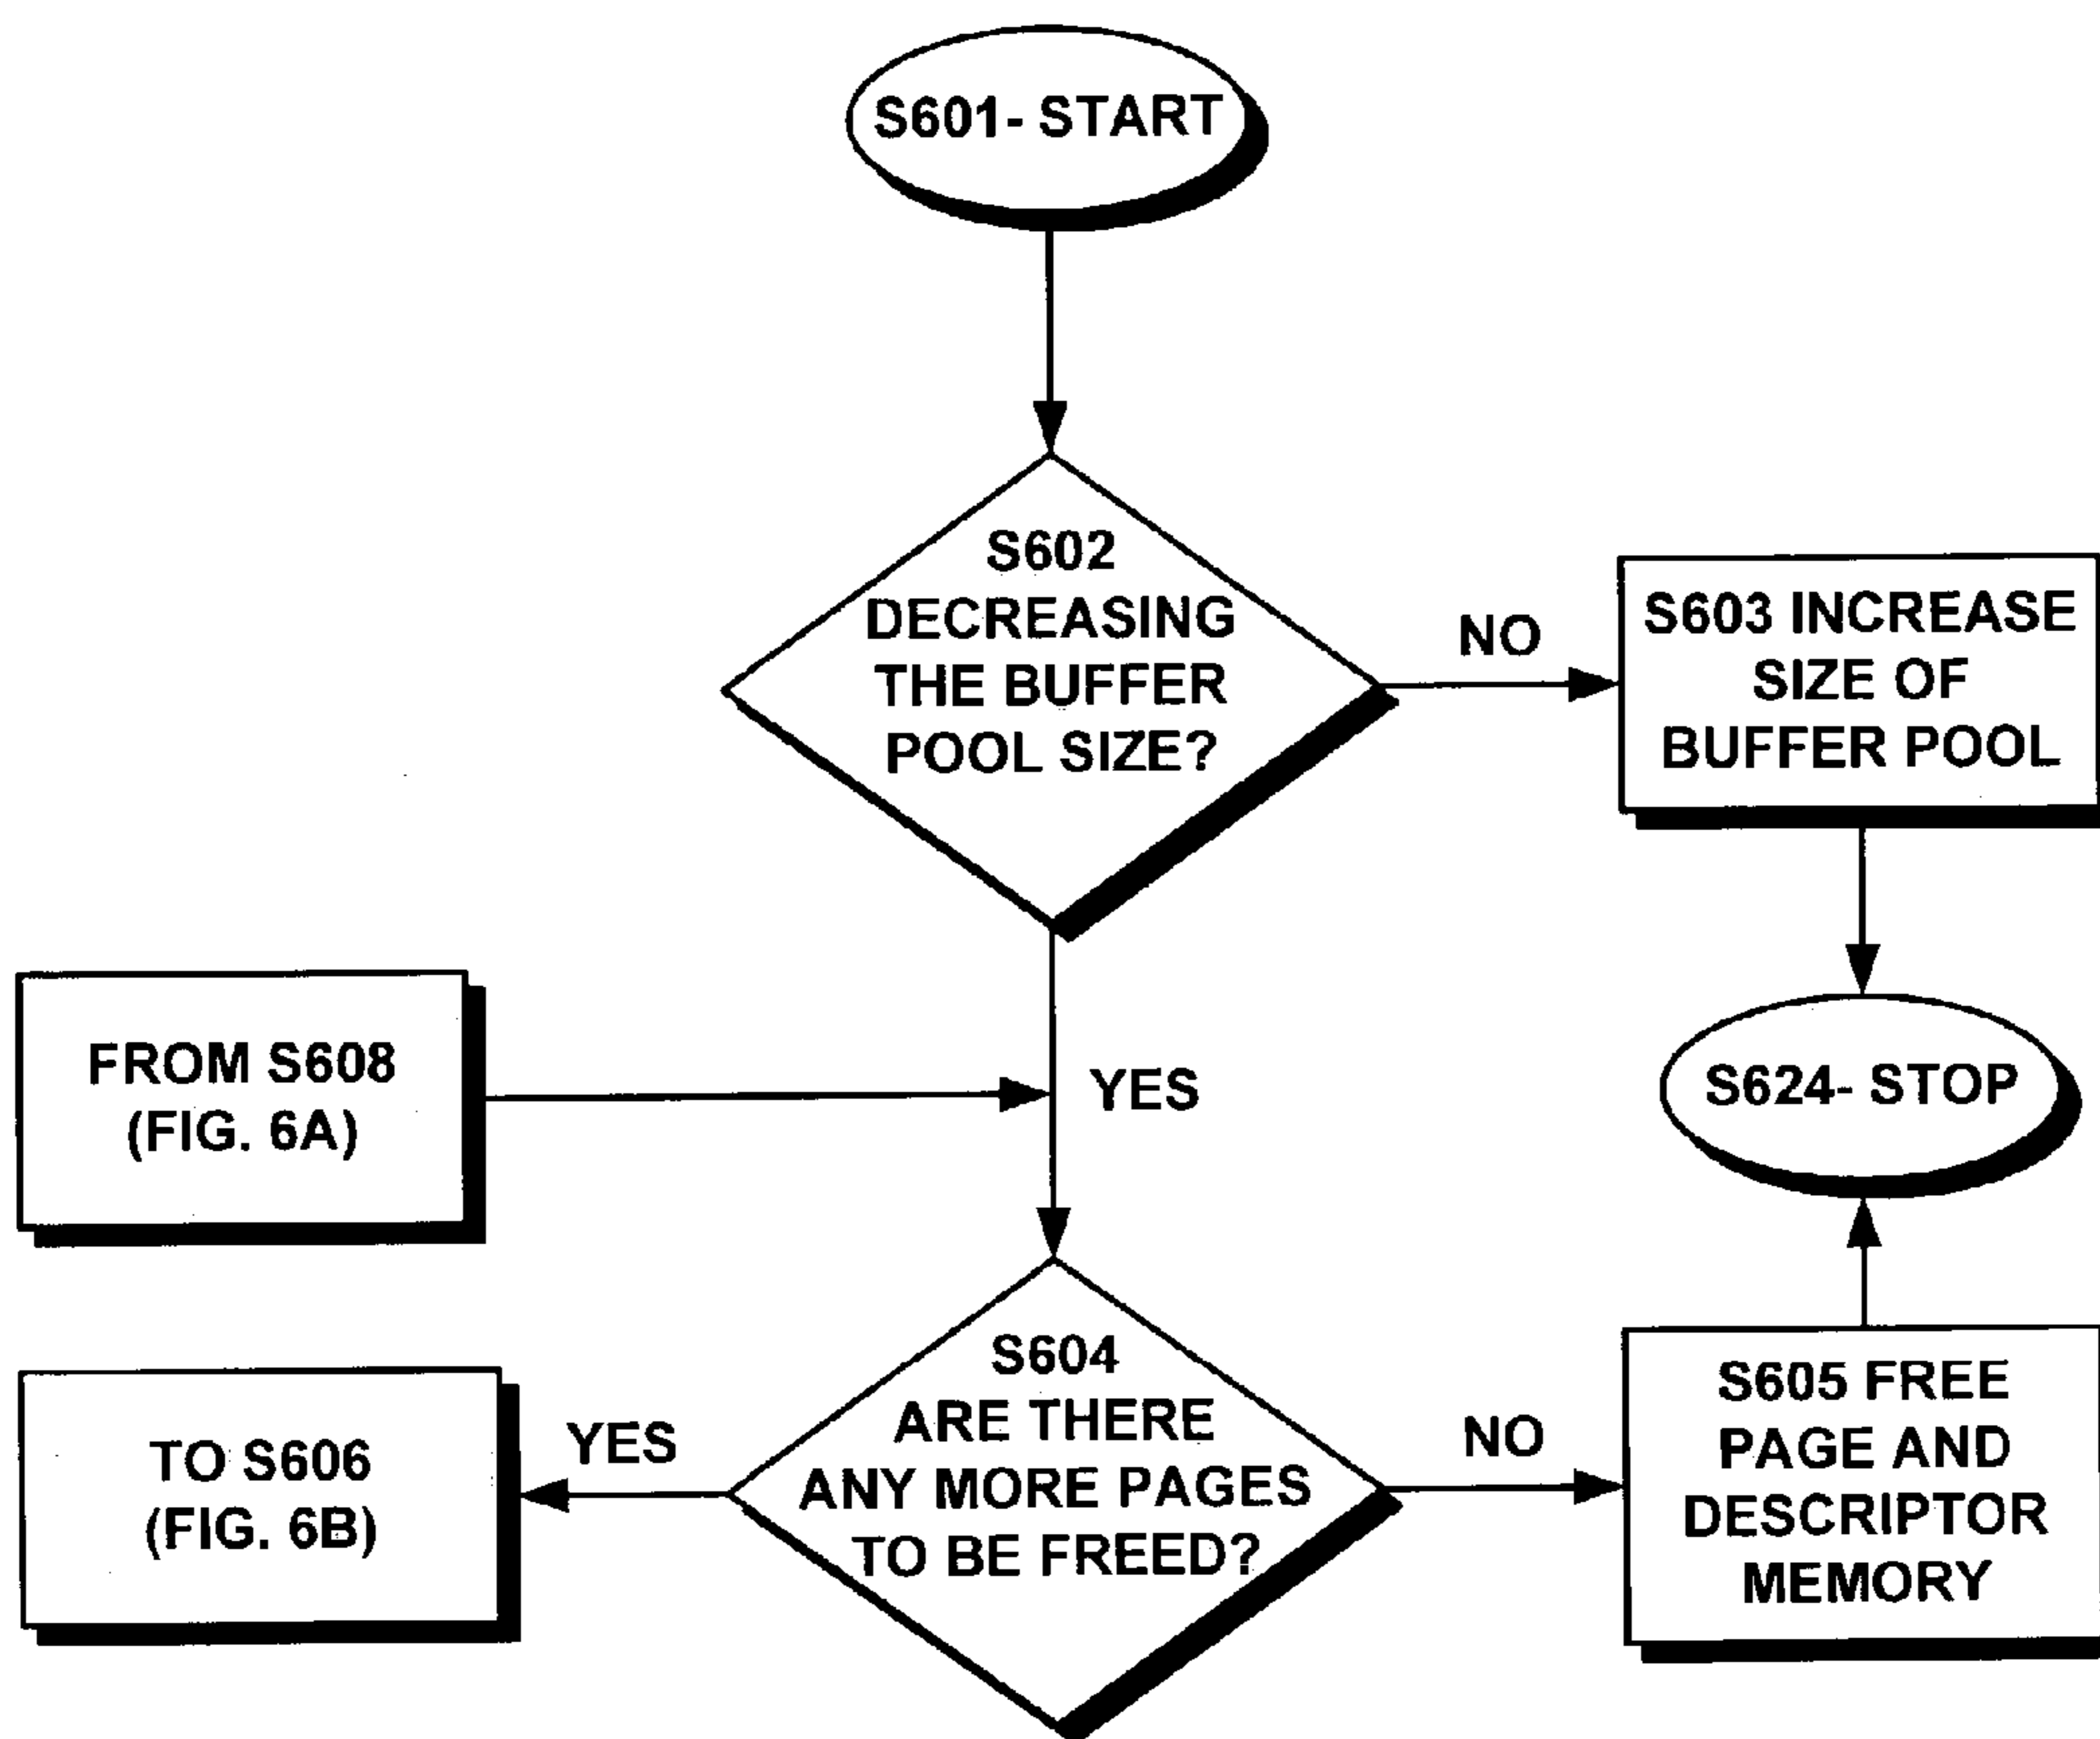 S601- START
S602
DECREASING
THE BUFFER
POOL SIZE?
NO
S603 INCREASE
SIZE OF
BUFFER POOL
FROM S608
(FIG. 6A)
YES
S624- STOP
S604
ARE THERE
ANY MORE PAGES
TO BE FREED?
YES
TO S606
(FIG. 6B)
NO
S605 FREE
PAGE AND
DESCRIPTOR
MEMORY